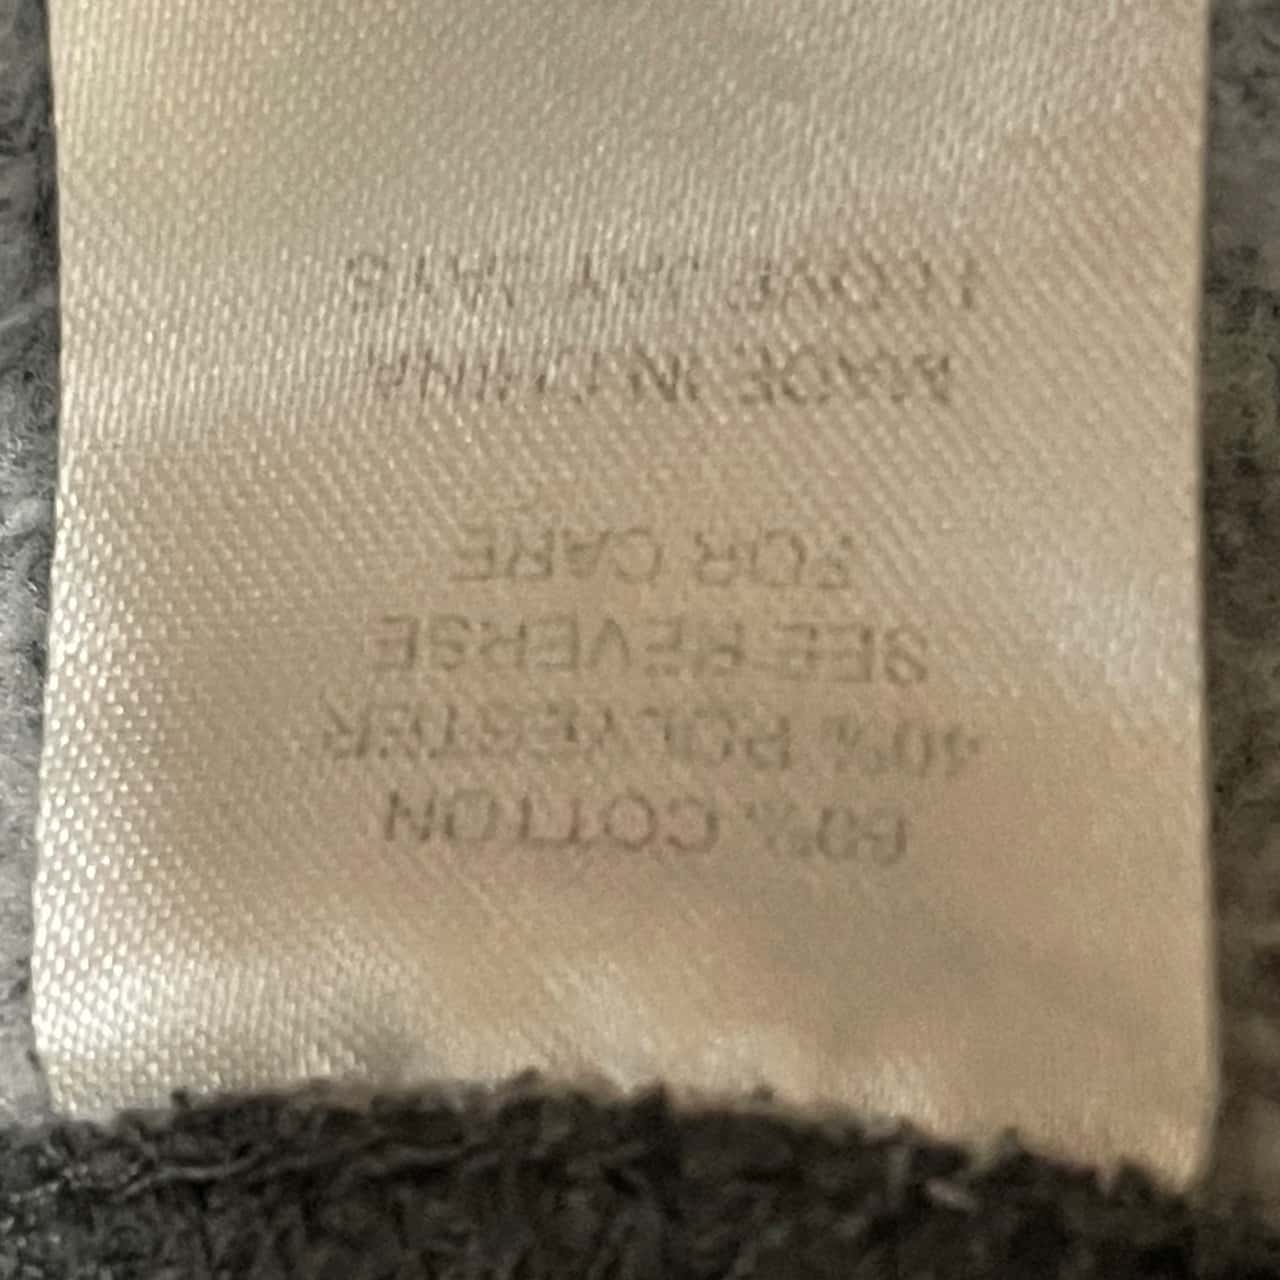 60% COTTON
40% POLYESTER
SEE REVERSE
FOR CARE
MADE IN CHINA